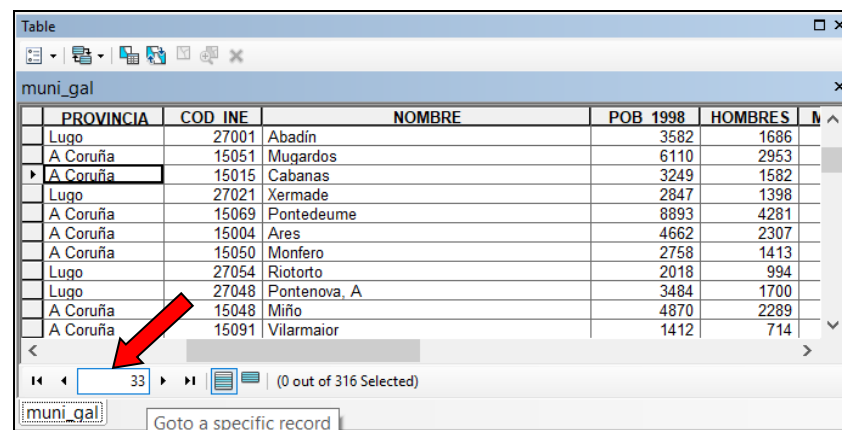 Table
muni_gal
PROVINCIA COD_INE NOMBRE POB_1998 HOMBRES
Lugo 27001 Abadín 3582 1686
A Coruña 15051 Mugardos 6110 2953
A Coruña 15015 Cabanas 3249 1582
Lugo 27021 Xermade 2847 1398
A Coruña 15069 Pontedeume 8893 4281
A Coruña 15004 Ares 4662 2307
A Coruña 15050 Monfero 2758 1413
Lugo 27054 Riotorto 2018 994
Lugo 27048 Pontenova, A 3484 1700
A Coruña 15048 Miño 4870 2289
A Coruña 15091 Vilarmaior 1412 714
33 (0 out of 316 Selected)
muni_gal
Goto a specific record